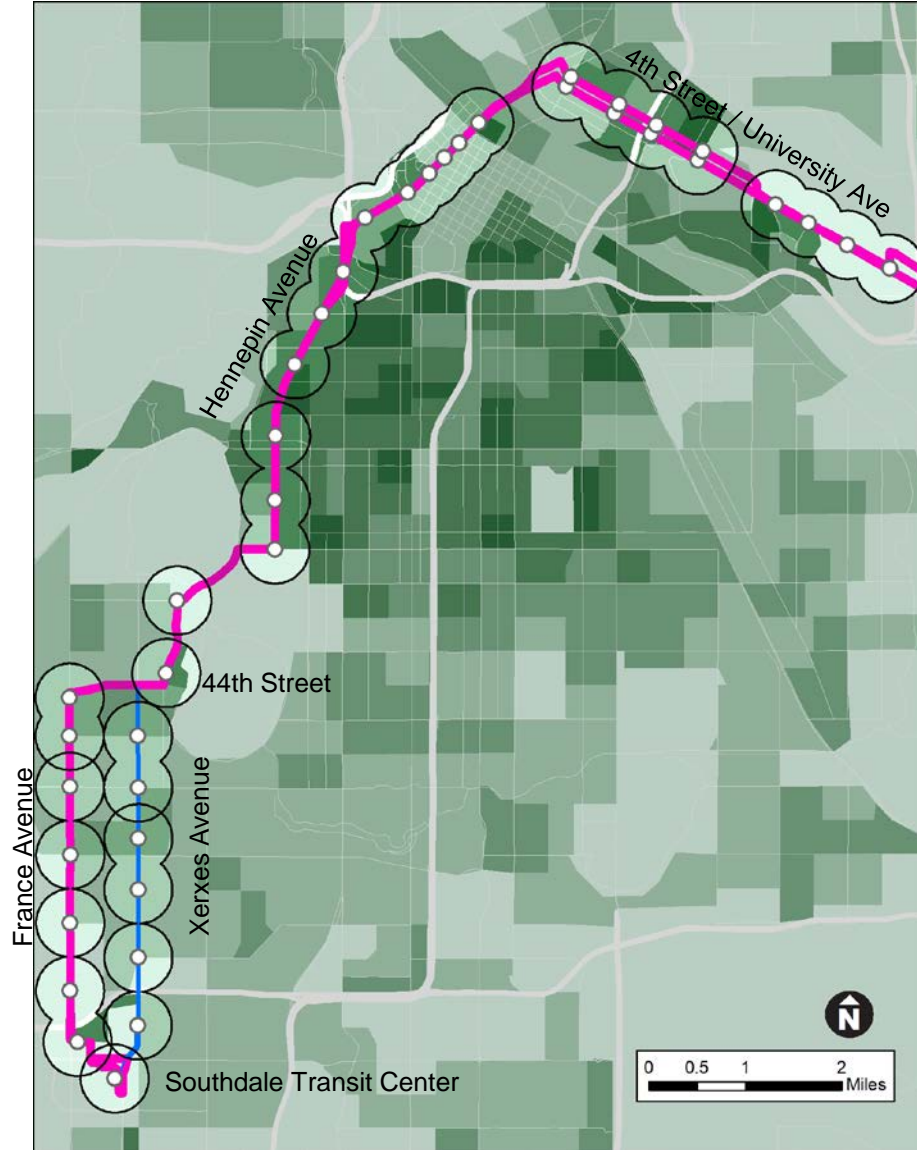 4th Street / University Ave
Hennepin Avenue
44th Street
France Avenue
Xerxes Avenue
Southdale Transit Center
N
0 0.5 1 2
Miles